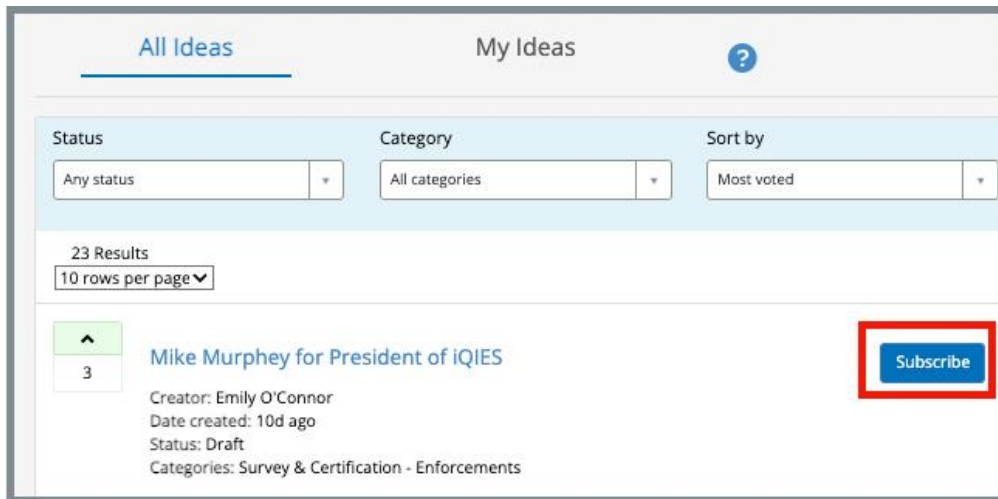 All Ideas My Ideas ?
Status Category Sort by
Any status All categories Most voted
23 Results
10 rows per page
3
Mike Murphey for President of iQIES
Subscribe
Creator: Emily O'Connor
Date created: 10d ago
Status: Draft
Categories: Survey & Certification - Enforcements